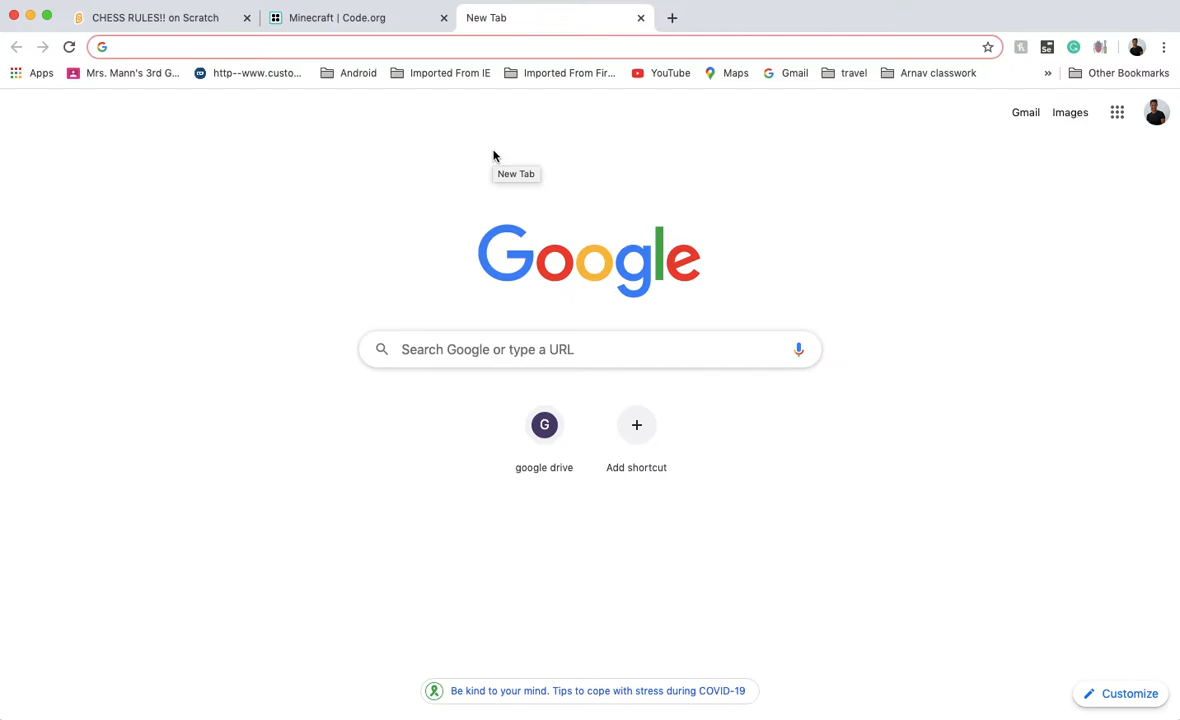 CHESS RULES!! on Scratch
Minecraft | Code.org
New Tab
Apps
Mrs. Mann's 3rd G...
http--www.custo...
Android
Imported From IE
Imported From Fir...
YouTube
Maps
Gmail
travel
Arnav classwork
»
Other Bookmarks
Gmail
Images
New Tab
Google
Search Google or type a URL
G
google drive
Add shortcut
Be kind to your mind. Tips to cope with stress during COVID-19
Customize